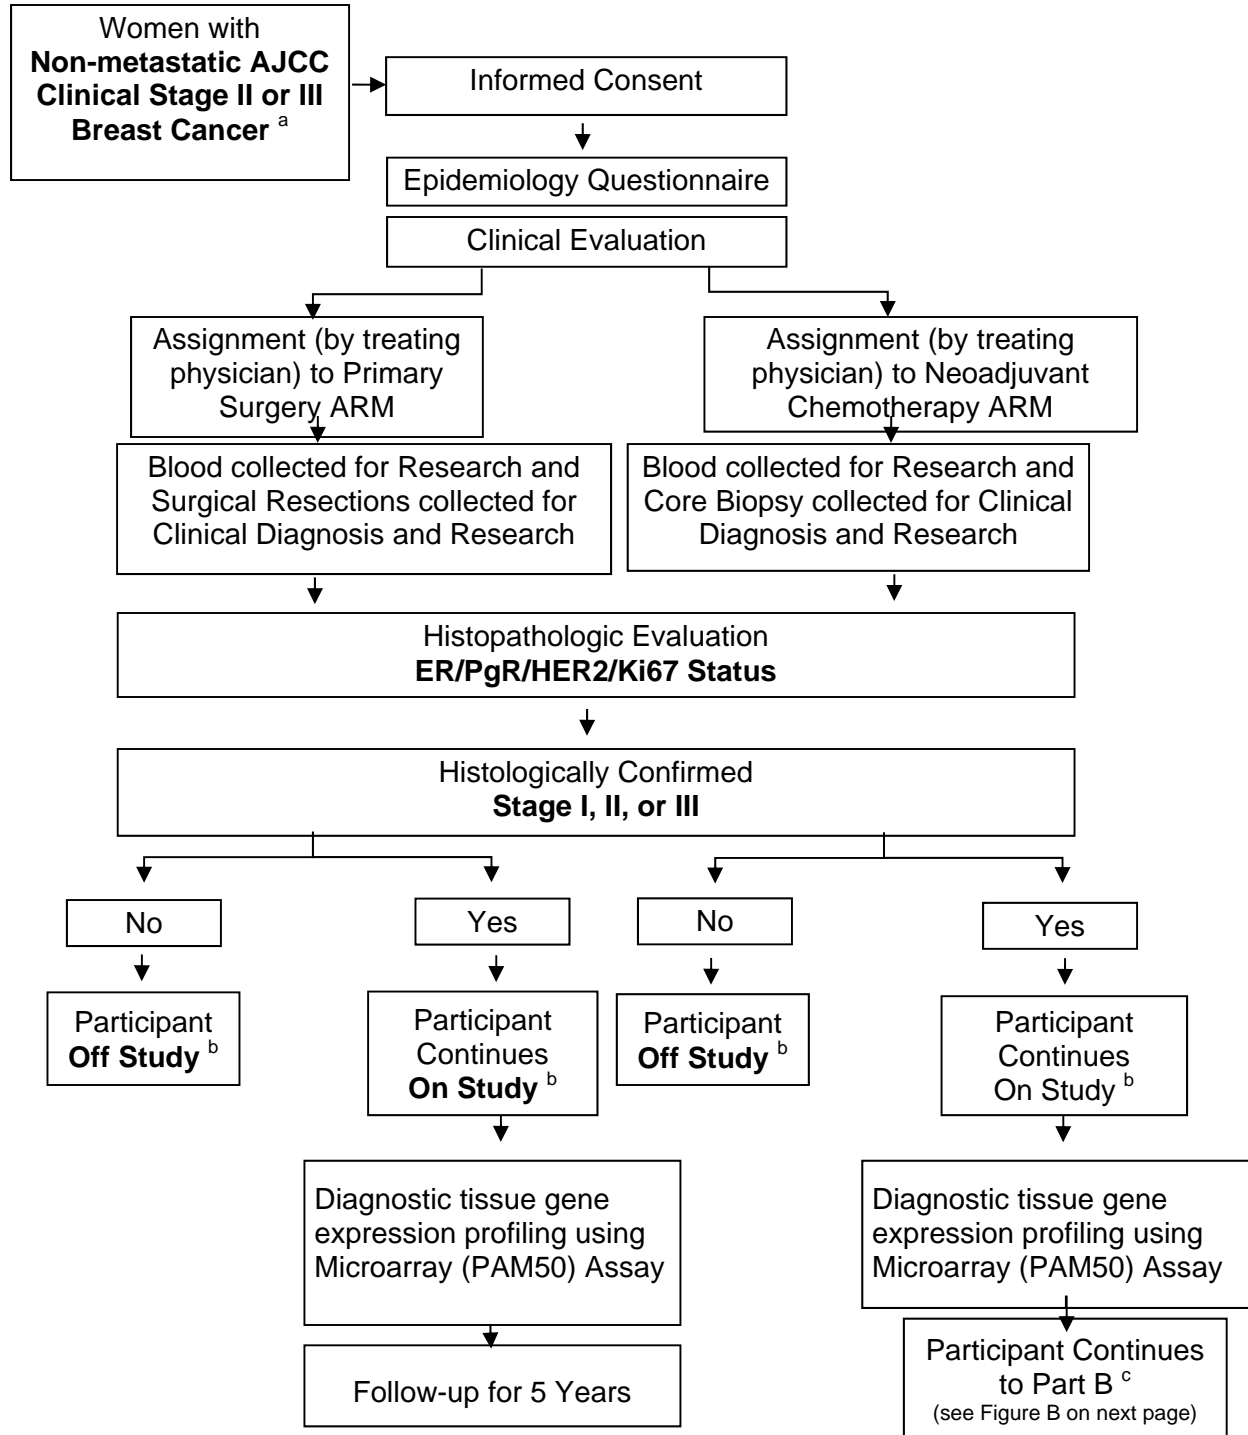 Women with
Non-metastatic AJCC
Clinical Stage II or III
Breast Cancer a
Informed Consent
Epidemiology Questionnaire
Clinical Evaluation
Assignment (by treating
physician) to Primary
Surgery ARM
Assignment (by treating
physician) to Neoadjuvant
Chemotherapy ARM
Blood collected for Research and
Surgical Resections collected for
Clinical Diagnosis and Research
Blood collected for Research and
Core Biopsy collected for Clinical
Diagnosis and Research
Histopathologic Evaluation
ER/PgR/HER2/Ki67 Status
Histologically Confirmed
Stage I, II, or III
No
Yes
No
Yes
Participant
Off Study b
Participant
Continues
On Study b
Participant
Off Study b
Participant
Continues
On Study b
Diagnostic tissue gene
expression profiling using
Microarray (PAM50) Assay
Diagnostic tissue gene
expression profiling using
Microarray (PAM50) Assay
Follow-up for 5 Years
Participant Continues
to Part B c
(see Figure B on next page)